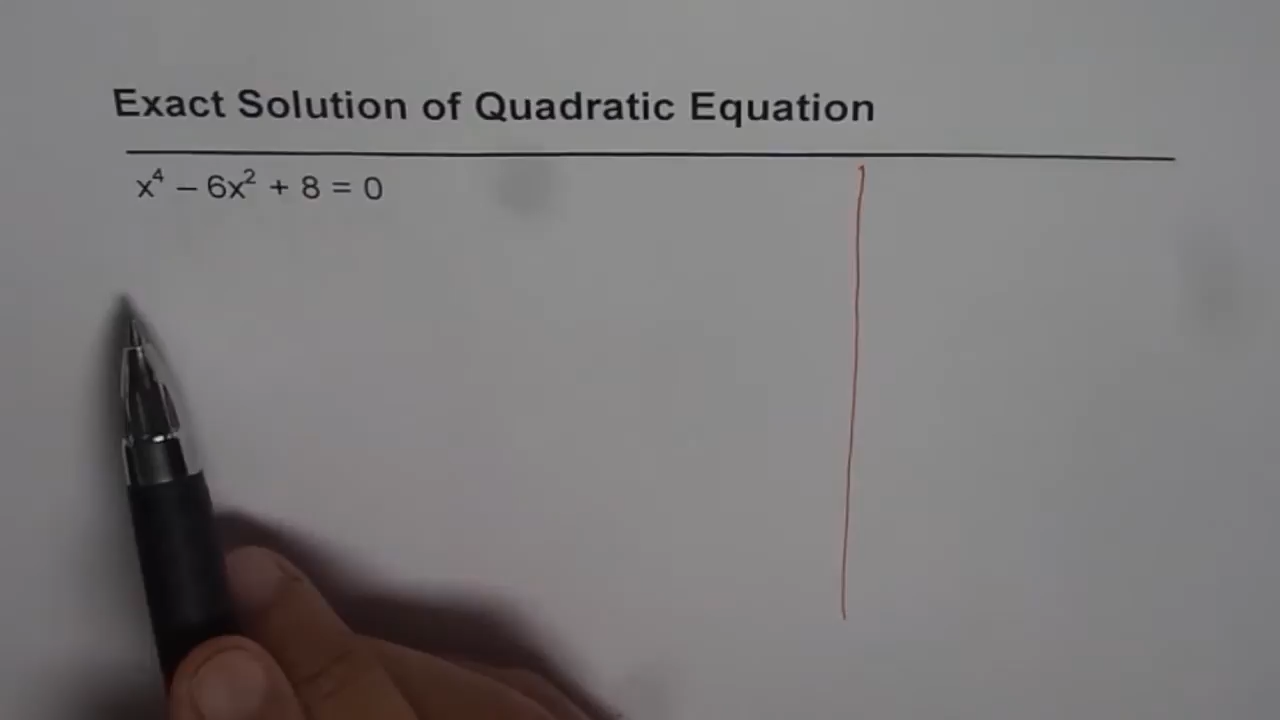 Exact Solution of Quadratic Equation
x⁴ – 6x² + 8 = 0